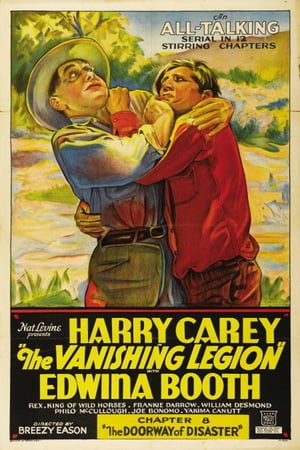 An
ALL-TALKING
SERIAL IN 12
STIRRING CHAPTERS
Nat Levine
presents
HARRY CAREY
"The VANISHING LEGION"
WITH
EDWINA BOOTH
REX, KING OF WILD HORSES, FRANKIE DARROW, WILLIAM DESMOND
PHILO McCULLOUGH, JOE BONOMO, YAKIMA CANUTT
DIRECTED BY
BREEZY EASON
CHAPTER 8
"The DOORWAY OF DISASTER"